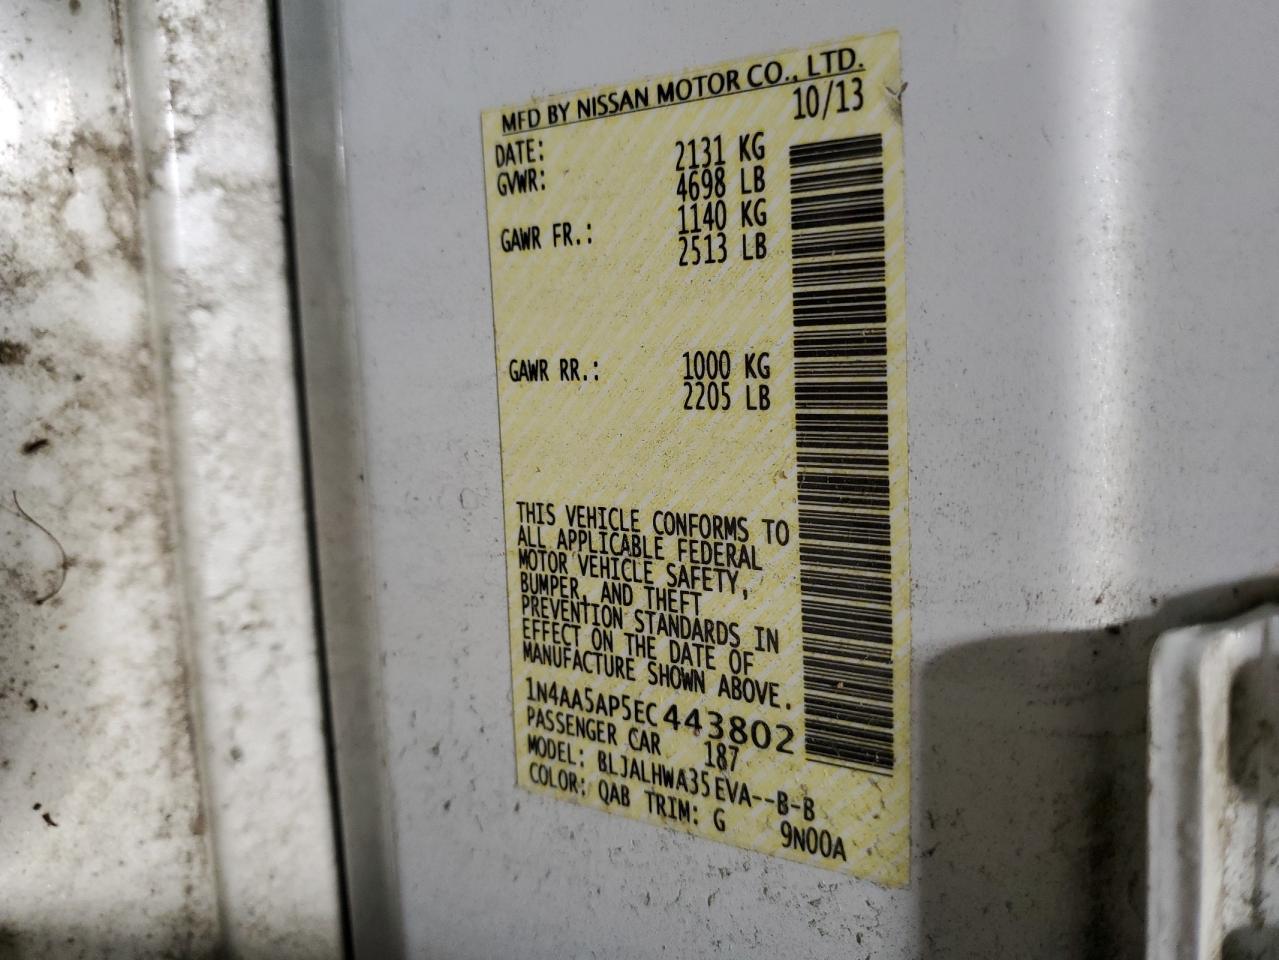 MFD BY NISSAN MOTOR CO., LTD.
DATE: 10/13
GVWR: 2131 KG
4698 LB
GAWR FR.: 1140 KG
2513 LB
GAWR RR.: 1000 KG
2205 LB
THIS VEHICLE CONFORMS TO
ALL APPLICABLE FEDERAL
MOTOR VEHICLE SAFETY,
BUMPER, AND THEFT
PREVENTION STANDARDS IN
EFFECT ON THE DATE OF
MANUFACTURE SHOWN ABOVE.
1N4AA5AP5EC443802
PASSENGER CAR 187
MODEL: BLJALHWA35EVA--B-B
COLOR: QAB TRIM: G 9N00A